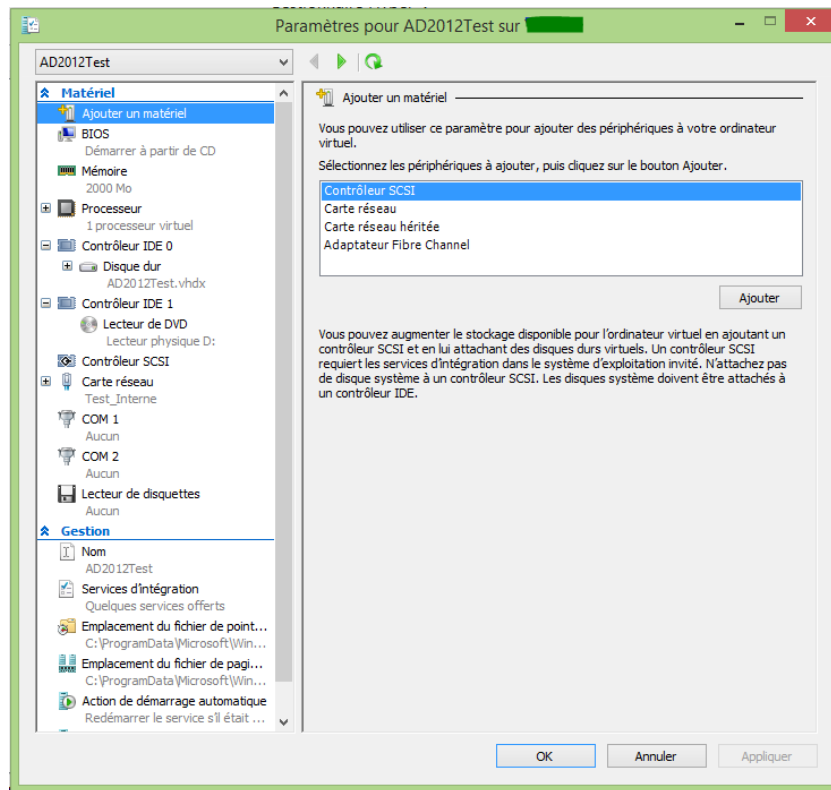 Paramètres pour AD2012Test sur
AD2012Test
Matériel
Ajouter un matériel
BIOS
Démarrer à partir de CD
Mémoire
2000 Mo
Processeur
1 processeur virtuel
Contrôleur IDE 0
Disque dur
AD2012Test.vhdx
Contrôleur IDE 1
Lecteur de DVD
Lecteur physique D:
Contrôleur SCSI
Carte réseau
Test_Interne
COM 1
Aucun
COM 2
Aucun
Lecteur de disquettes
Aucun
Gestion
Nom
AD2012Test
Services d'intégration
Quelques services offerts
Emplacement du fichier de point...
C:\ProgramData\Microsoft\Win...
Emplacement du fichier de pagi...
C:\ProgramData\Microsoft\Win...
Action de démarrage automatique
Redémarrer le service s'il était ...
Ajouter un matériel
Vous pouvez utiliser ce paramètre pour ajouter des périphériques à votre ordinateur
virtuel.
Sélectionnez les périphériques à ajouter, puis cliquez sur le bouton Ajouter.
Contrôleur SCSI
Carte réseau
Carte réseau héritée
Adaptateur Fibre Channel
Ajouter
Vous pouvez augmenter le stockage disponible pour l'ordinateur virtuel en ajoutant un
contrôleur SCSI et en lui attachant des disques durs virtuels. Un contrôleur SCSI
requiert les services d'intégration dans le système d'exploitation invité. N'attachez pas
de disque système à un contrôleur SCSI. Les disques système doivent être attachés à
un contrôleur IDE.
OK
Annuler
Appliquer